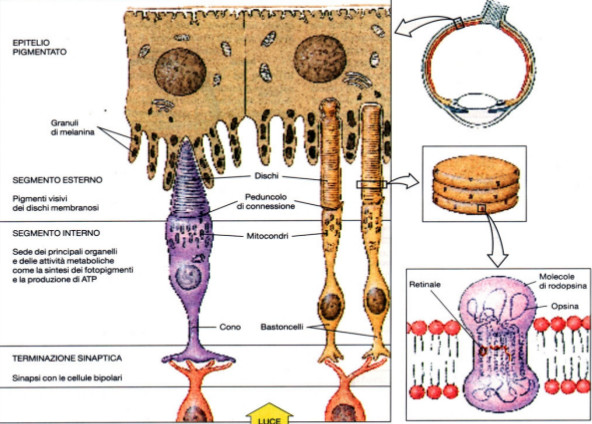 EPITELIO
PIGMENTATO
Granuli
di melanina
SEGMENTO ESTERNO
Pigmenti visivi
dei dischi membranosi
SEGMENTO INTERNO
Sede dei principali organelli
e delle attività metaboliche
come la sintesi dei fotopigmenti
e la produzione di ATP
TERMINAZIONE SINAPTICA
Sinapsi con le cellule bipolari
Dischi
Peduncolo
di connessione
Mitocondri
Cono
Bastoncelli
LUCE
Retinale
Molecole
di rodopsina
Opsina